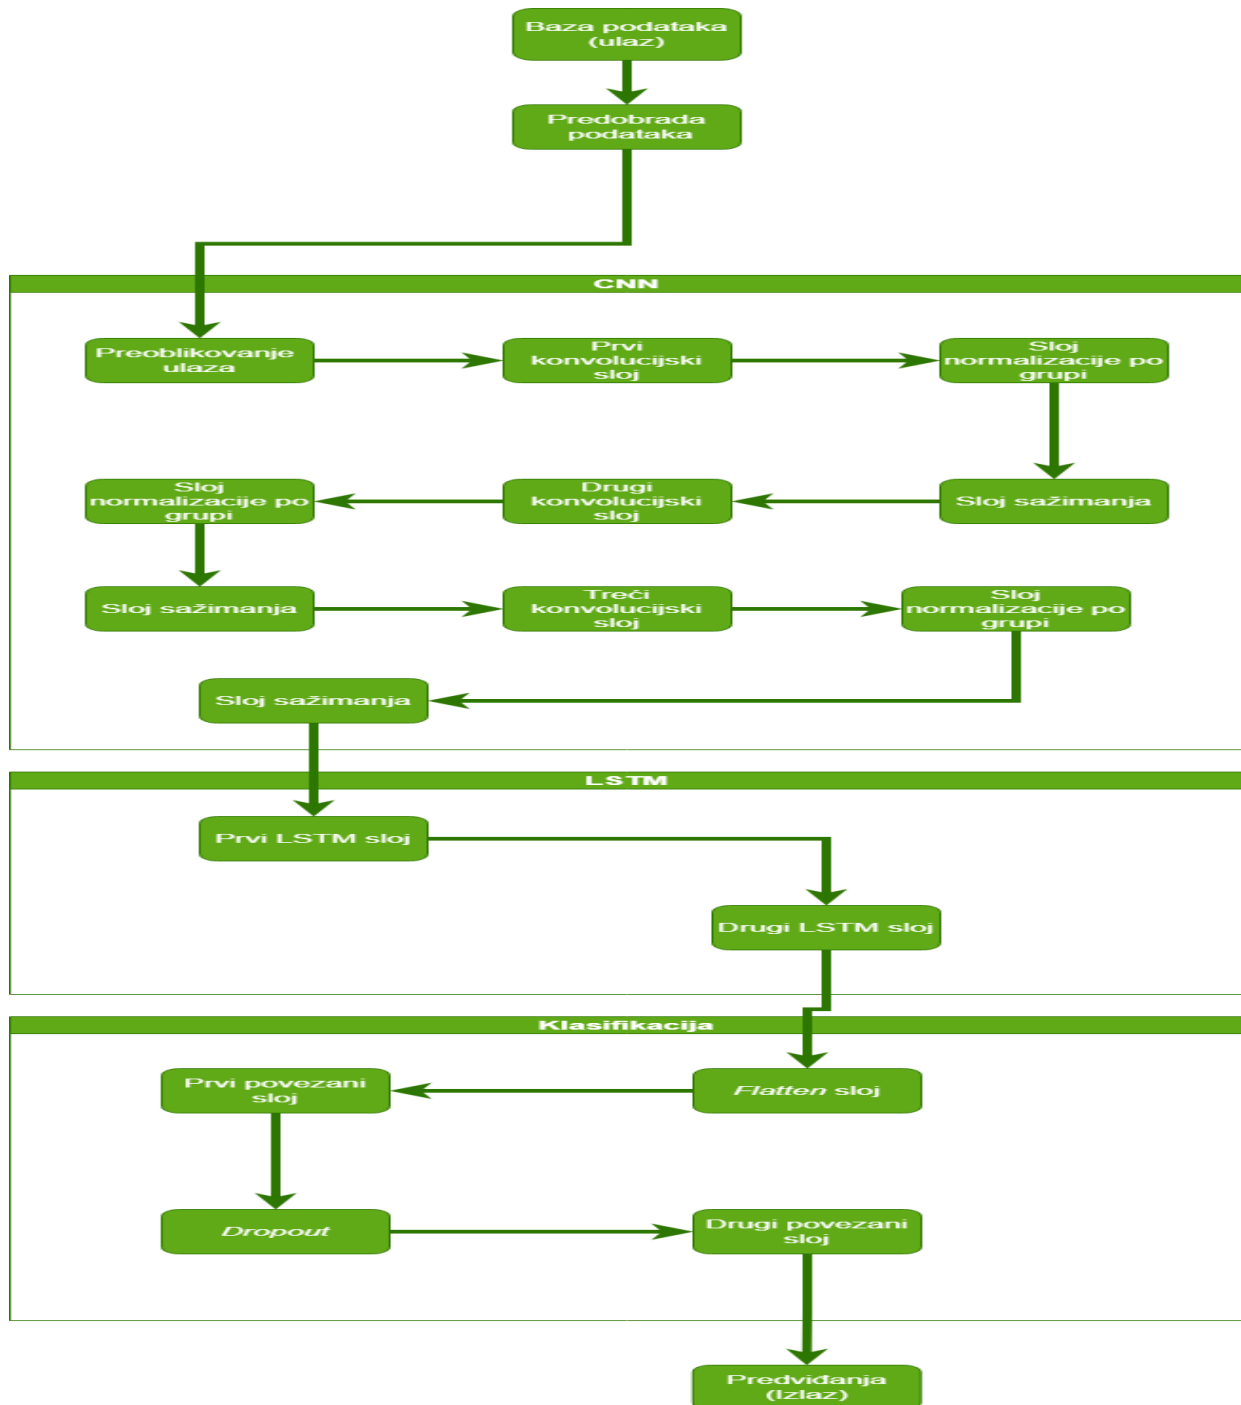 Baza podataka
(ulaz)
Predobrada
podataka
CNN
Preoblikovanje
ulaza
Prvi
konvolucijski
sloj
Sloj
normalizacije po
grupi
Sloj sažimanja
Drugi
konvolucijski
sloj
Sloj
normalizacije po
grupi
Sloj sažimanja
Treći
konvolucijski
sloj
Sloj
normalizacije po
grupi
Sloj sažimanja
LSTM
Prvi LSTM sloj
Drugi LSTM sloj
Klasifikacija
Flatten sloj
Prvi povezani
sloj
Dropout
Drugi povezani
sloj
Predviđanja
(Izlaz)